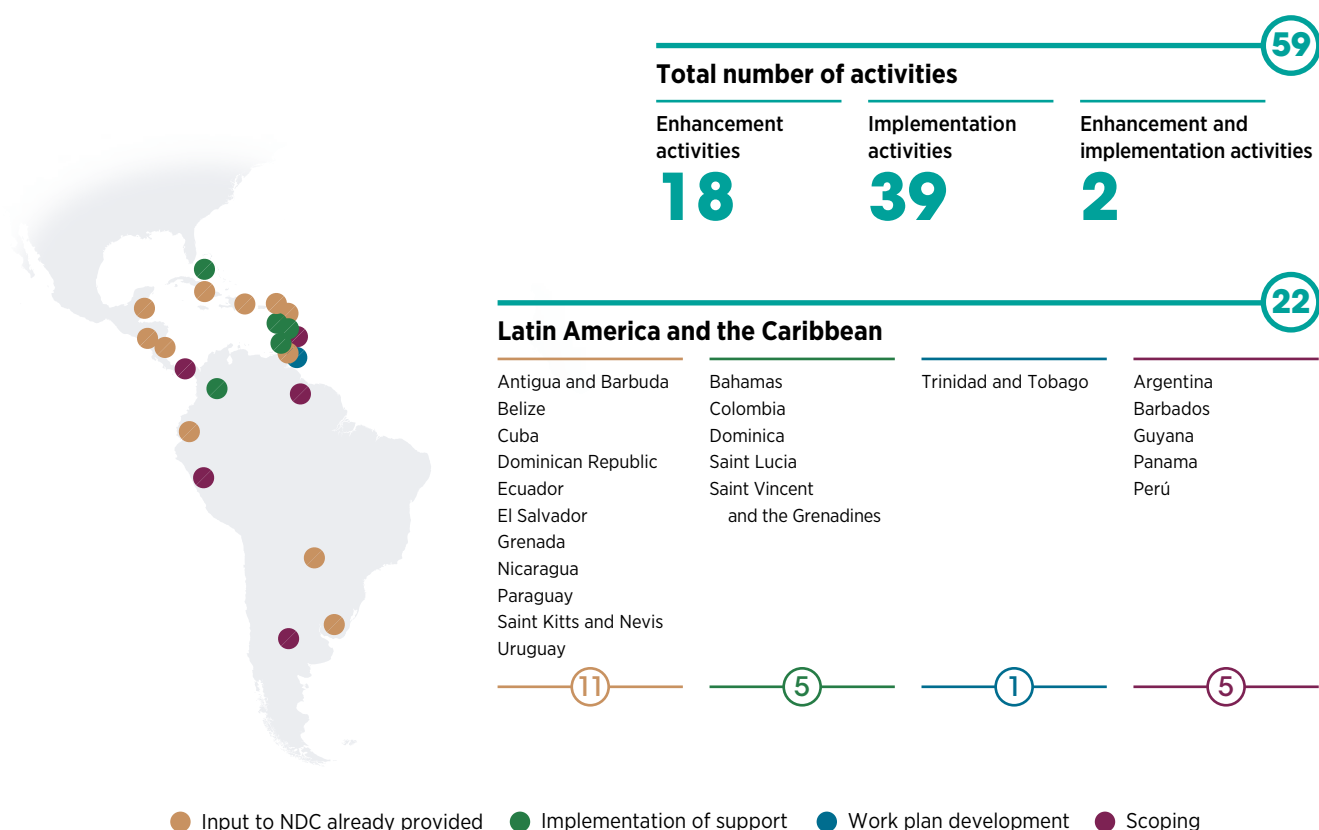 59
Total number of activities
Enhancement
activities
18
Implementation
activities
39
Enhancement and
implementation activities
2
22
Latin America and the Caribbean
Antigua and Barbuda
Belize
Cuba
Dominican Republic
Ecuador
El Salvador
Grenada
Nicaragua
Paraguay
Saint Kitts and Nevis
Uruguay
11
Bahamas
Colombia
Dominica
Saint Lucia
Saint Vincent
and the Grenadines
5
Trinidad and Tobago
1
Argentina
Barbados
Guyana
Panama
Perú
5
Input to NDC already provided
Implementation of support
Work plan development
Scoping